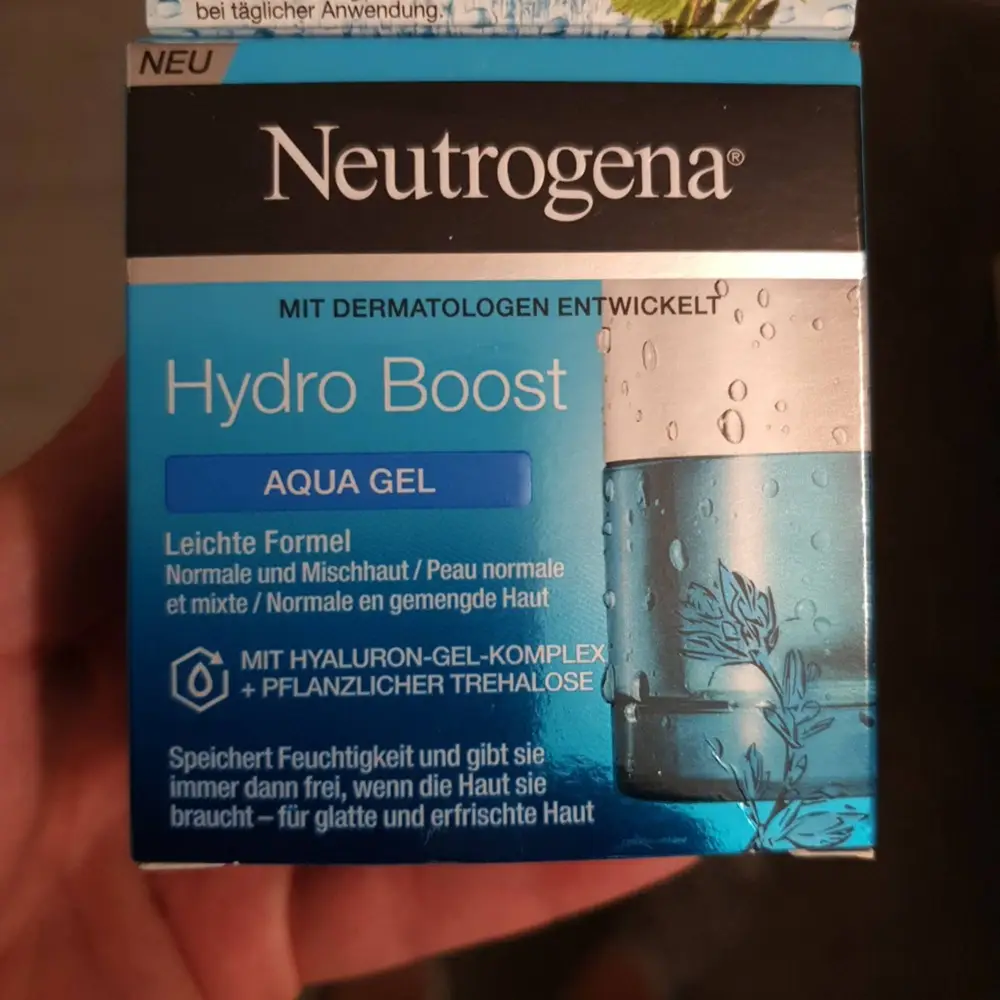 bei täglicher Anwendung.
NEU
Neutrogena®
MIT DERMATOLOGEN ENTWICKELT
Hydro Boost
AQUA GEL
Leichte Formel
Normale und Mischhaut / Peau normale
et mixte / Normale en gemengde Haut
MIT HYALURON-GEL-KOMPLEX
+ PFLANZLICHER TREHALOSE
Speichert Feuchtigkeit und gibt sie
immer dann frei, wenn die Haut sie
braucht – für glatte und erfrischte Haut